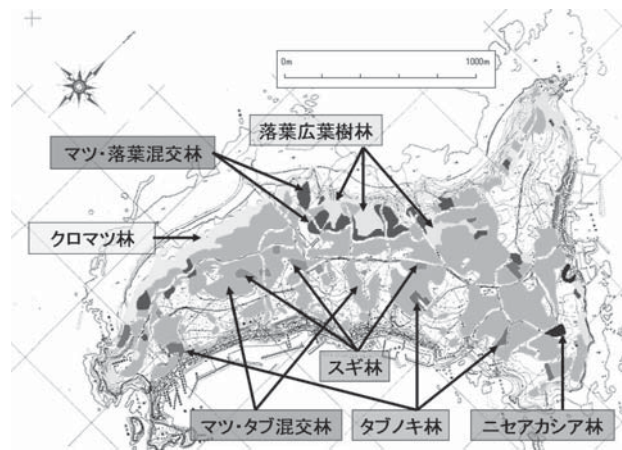 0m 1000m
落葉広葉樹林
マツ・落葉混交林
クロマツ林
スギ林
マツ・タブ混交林 タブノキ林 ニセアカシア林